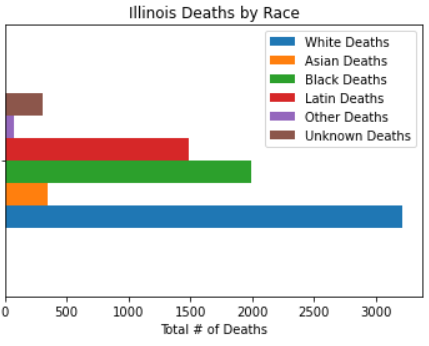 Illinois Deaths by Race
White Deaths
Asian Deaths
Black Deaths
Latin Deaths
Other Deaths
Unknown Deaths
0 500 1000 1500 2000 2500 3000
Total # of Deaths